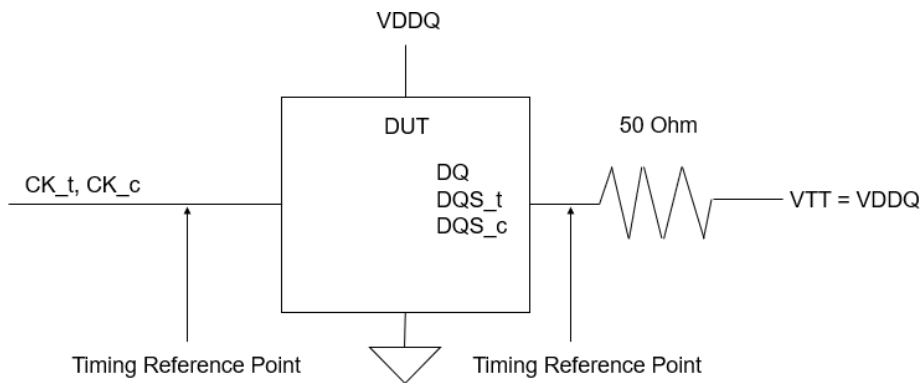 VDDQ
DUT
50 Ohm
DQ
CK_t, CK_c
DQS_t
VTT = VDDQ
DQS_c
Timing Reference Point
Timing Reference Point